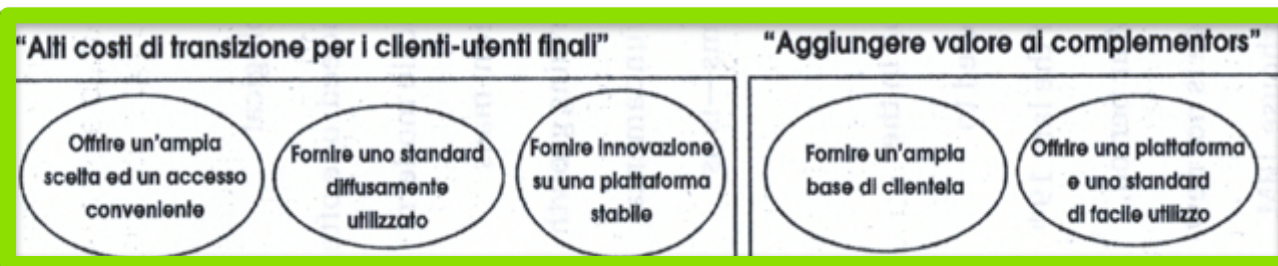 “Alti costi di transizione per i clienti-utenti finali”
“Aggiungere valore ai complementors”
Offrire un’ampia
scelta ed un accesso
conveniente
Fornire uno standard
diffusamente
utilizzato
Fornire innovazione
su una piattaforma
stabile
Fornire un’ampia
base di clientela
Offrire una piattaforma
e uno standard
di facile utilizzo